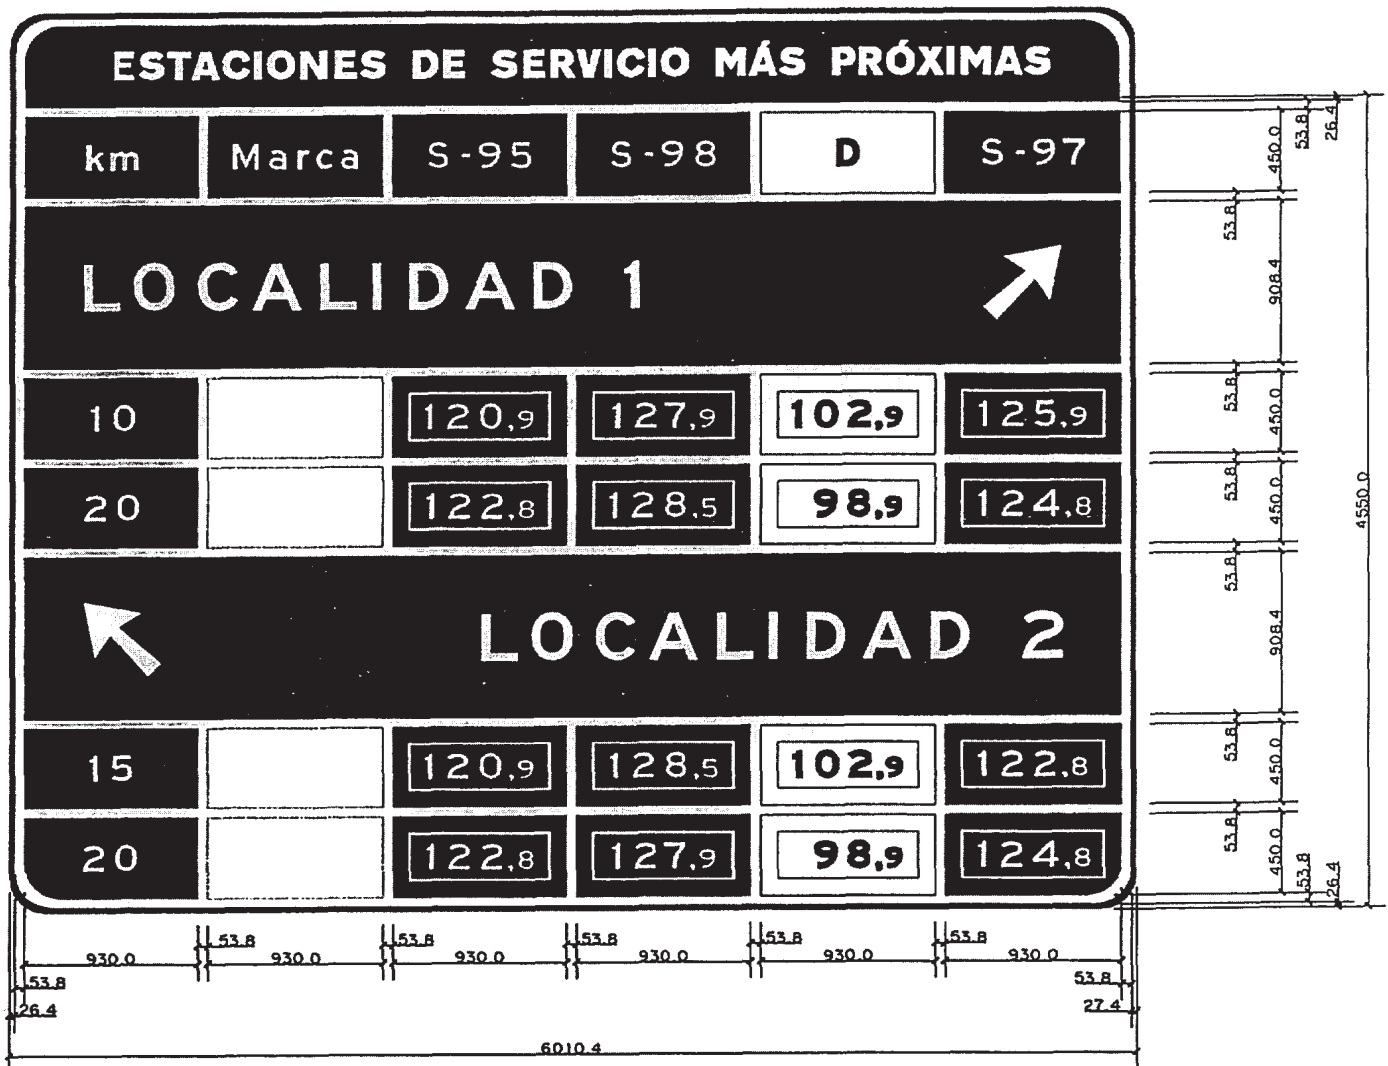 ESTACIONES DE SERVICIO MÁS PRÓXIMAS
km Marca S-95 S-98 D S-97
LOCALIDAD 1
10 120,9 127,9 102,9 125,9
20 122,8 128,5 98,9 124,8
LOCALIDAD 2
15 120,9 128,5 102,9 122,8
20 122,8 127,9 98,9 124,8
450.0 53.8 26.4
53.8
908.4
53.8
450.0
53.8
450.0
4550.0
53.8
908.4
53.8
450.0
53.8
450.0 53.8 26.4
53.8 53.8 53.8 53.8 53.8
930.0 930.0 930.0 930.0 930.0 930.0
53.8 53.8
26.4 27.4
6010.4